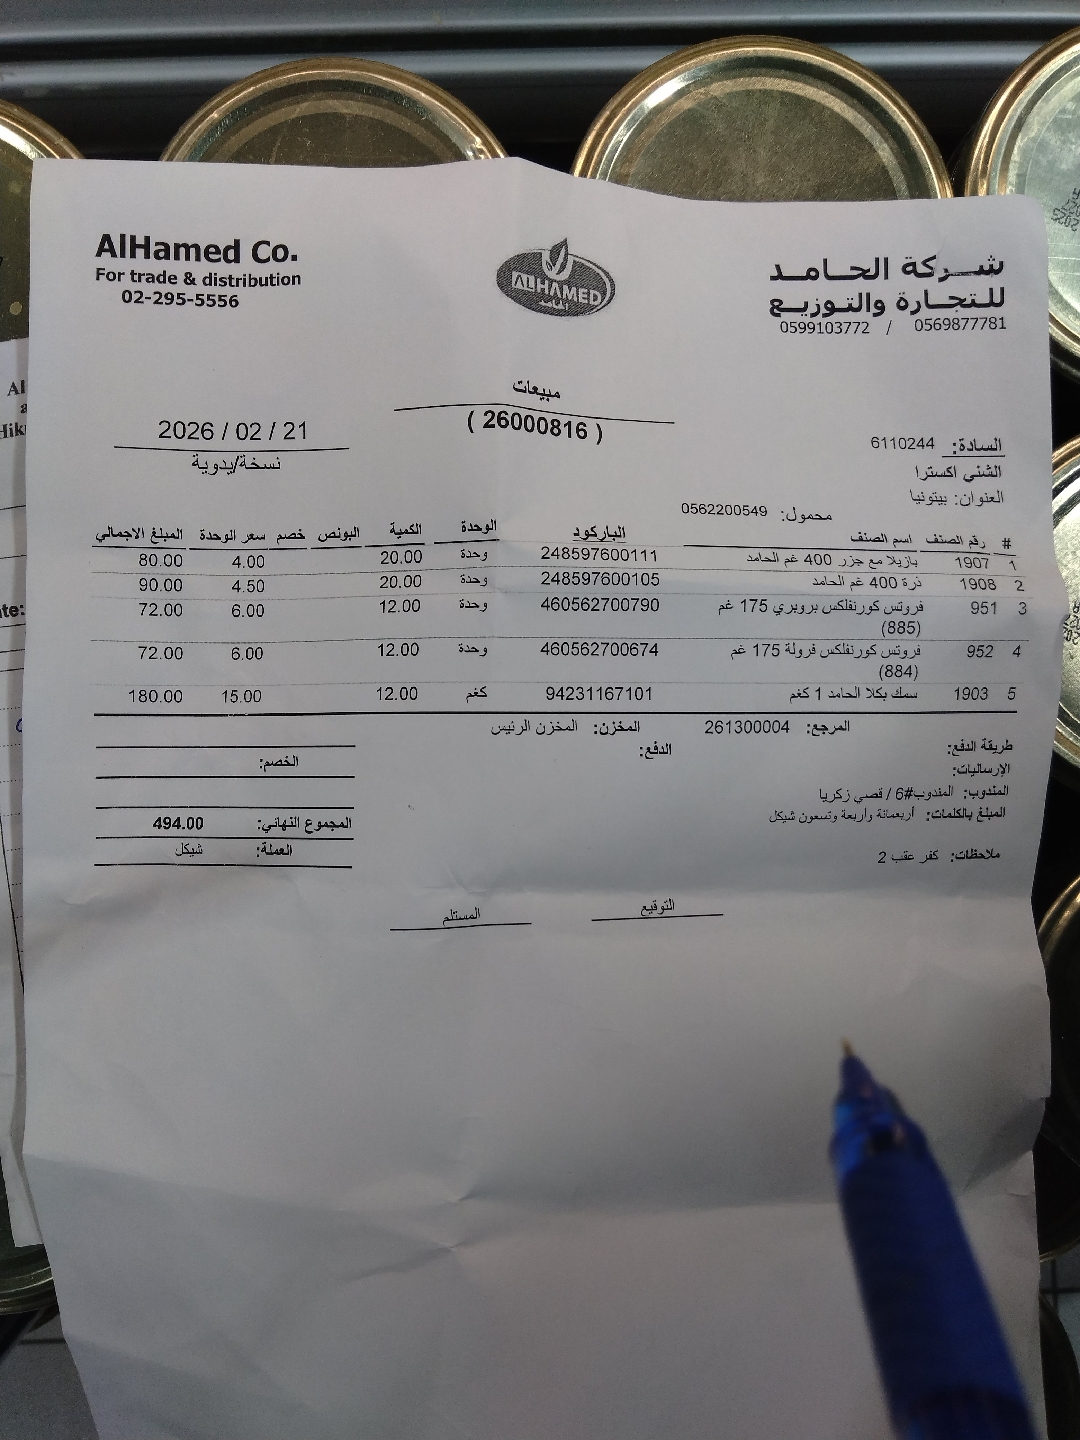 AlHamed Co.
For trade & distribution
02-295-5556
ALHAMED
الحامد
شركة الحامد
للتجارة والتوزيع
0599103772 / 0569877781
مبيعات
( 26000816 )
2026 / 02 / 21
نسخة/يدوية
السادة: 6110244
الشني اكسترا
العنوان: بيتونيا
محمول: 0562200549
# رقم الصنف اسم الصنف الباركود الوحدة الكمية البونص خصم سعر الوحدة المبلغ الاجمالي
1 1907 بازيلا مع جزر 400 غم الحامد 248597600111 وحدة 20.00 4.00 80.00
2 1908 ذرة 400 غم الحامد 248597600105 وحدة 20.00 4.50 90.00
3 951 فروتس كورنفلكس بروبري 175 غم 460562700790 وحدة 12.00 6.00 72.00
(885)
4 952 فروتس كورنفلكس فرولة 175 غم 460562700674 وحدة 12.00 6.00 72.00
(884)
5 1903 سمك بكلا الحامد 1 كغم 94231167101 كغم 12.00 15.00 180.00
المرجع: 261300004 المخزن: المخزن الرئيس
طريقة الدفع: الدفع:
الإرساليات:
المندوب: المندوب#6 / قصي زكريا
المبلغ بالكلمات: أربعمائة وأربعة وتسعون شيكل
ملاحظات: كفر عقب 2
الخصم:
المجموع النهائي: 494.00
العملة: شيكل
التوقيع
المستلم